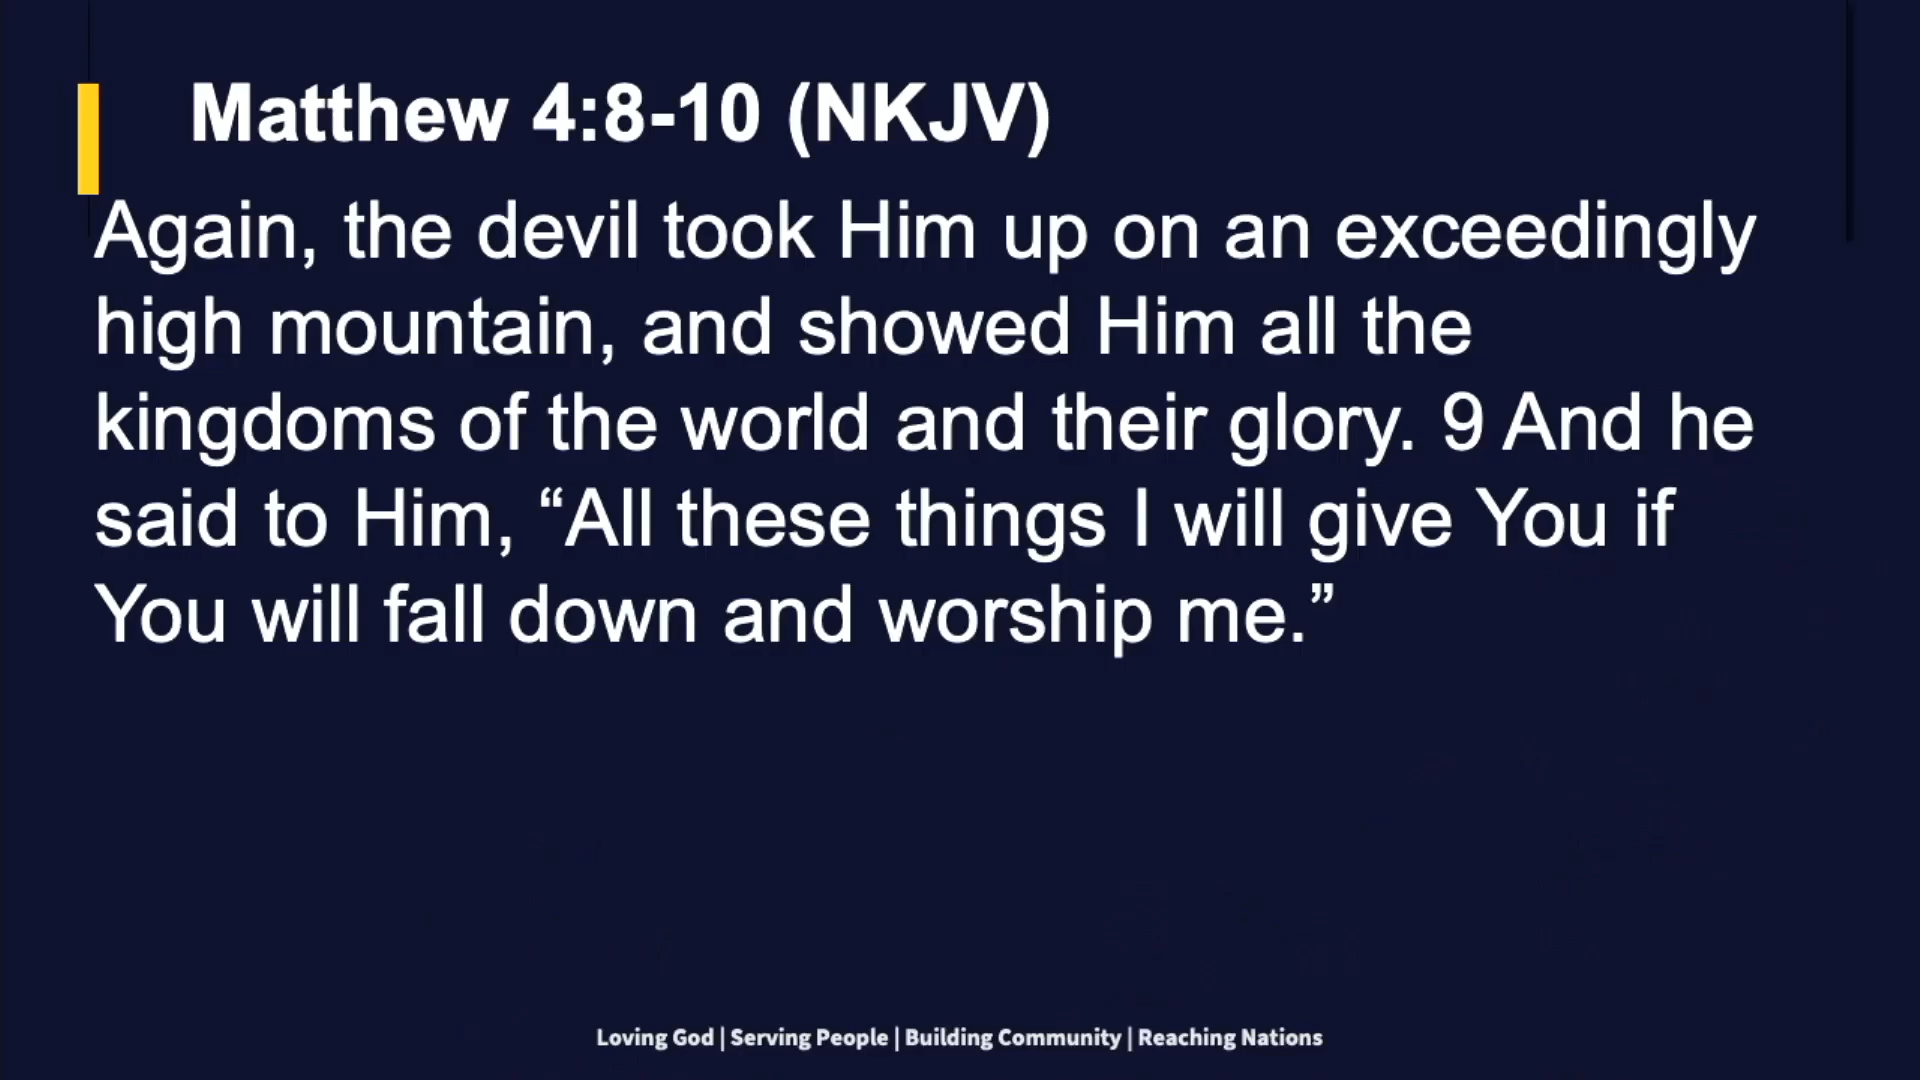 Matthew 4:8-10 (NKJV)
Again, the devil took Him up on an exceedingly
high mountain, and showed Him all the
kingdoms of the world and their glory. 9 And he
said to Him, “All these things I will give You if
You will fall down and worship me.”
Loving God | Serving People | Building Community | Reaching Nations